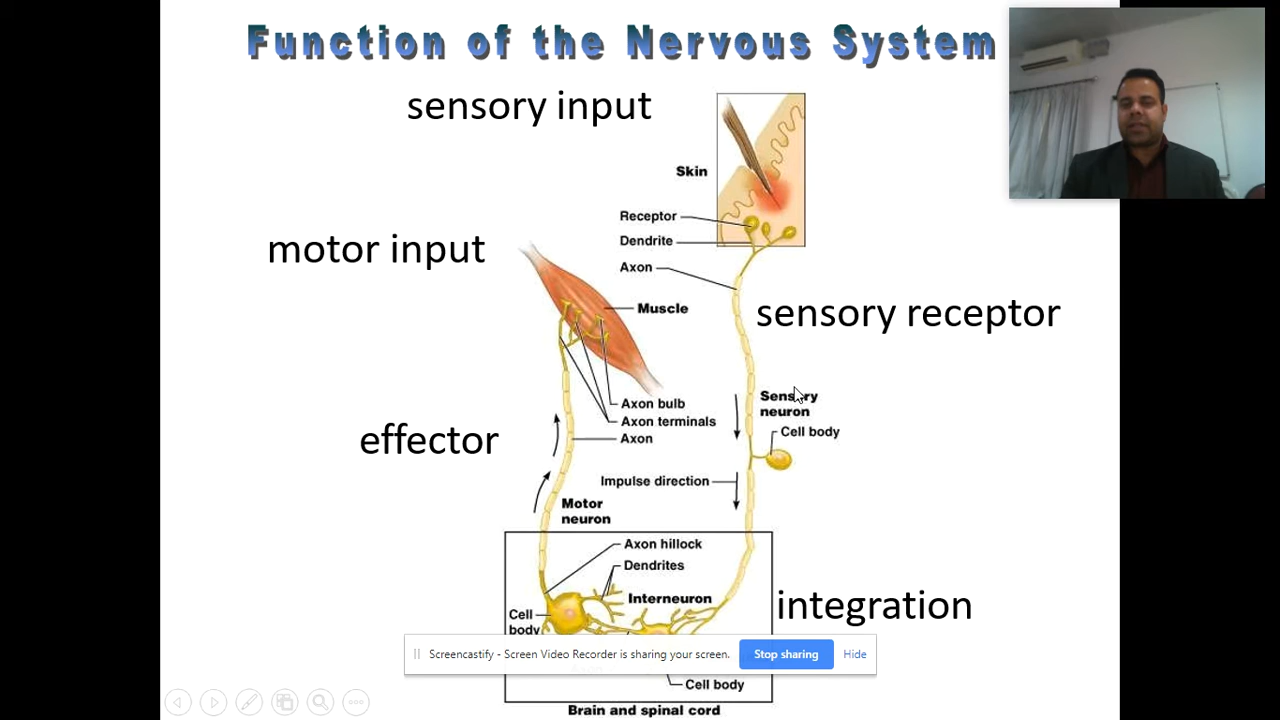 Function of the Nervous System
sensory input
Skin
Receptor
Dendrite
Axon
motor input
Muscle
sensory receptor
Sensory
neuron
Cell body
Axon bulb
Axon terminals
Axon
effector
Impulse direction
Motor
neuron
Axon hillock
Dendrites
Interneuron
Cell
body
integration
Screencastify - Screen Video Recorder is sharing your screen.
Stop sharing
Hide
Cell body
Brain and spinal cord